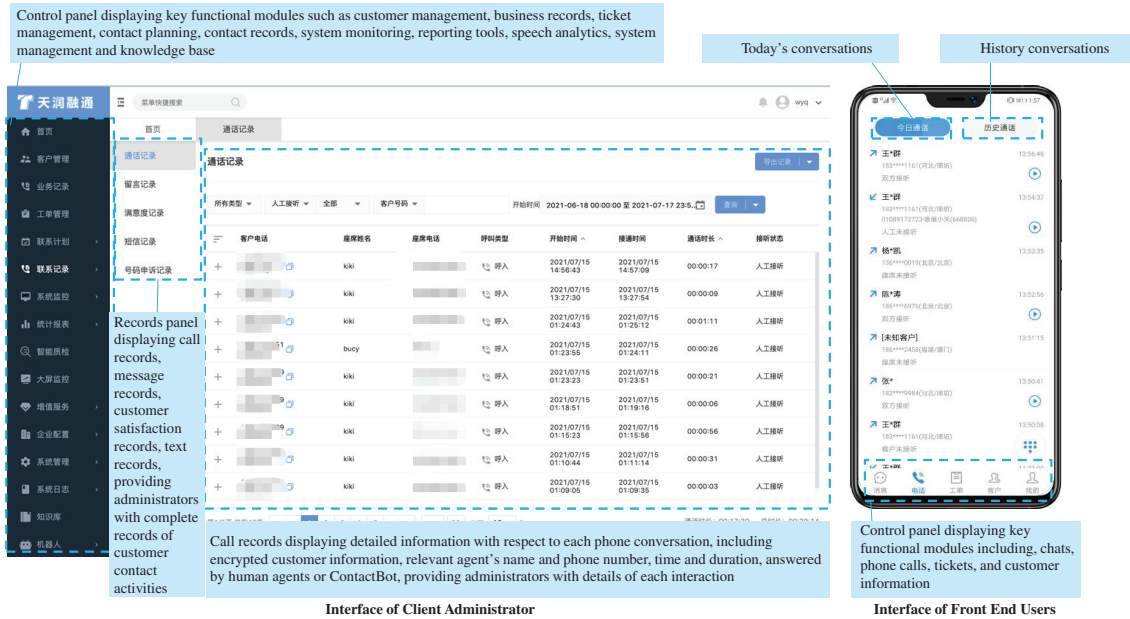 Control panel displaying key functional modules such as customer management, business records, ticket
management, contact planning, contact records, system monitoring, reporting tools, speech analytics, system
management and knowledge base
Today's conversations
History conversations
天润融通
菜单快捷搜索
wyq
首页
客户管理
业务记录
工单管理
联系计划
联系记录
系统监控
统计报表
智能质检
大屏监控
增值服务
企业配置
系统管理
系统日志
知识库
机器人
首页
通话记录
通话记录
留言记录
满意度记录
短信记录
号码申诉记录
Records panel
displaying call
records,
message
records,
customer
satisfaction
records, text
records,
providing
administrators
with complete
records of
customer
contact
activities
通话记录
导出记录
所有类型 人工接听 全部 客户号码 开始时间 2021-06-18 00:00:00 至 2021-07-17 23:5.. 查询
客户电话 座席姓名 座席电话 呼叫类型 开始时间 接通时间 通话时长 接听状态
kiki 呼入 2021/07/15 14:56:43 2021/07/15 14:57:09 00:00:17 人工接听
kiki 呼入 2021/07/15 13:27:30 2021/07/15 13:27:54 00:00:09 人工接听
kiki 呼入 2021/07/15 01:24:43 2021/07/15 01:25:12 00:01:11 人工接听
bucy 呼入 2021/07/15 01:23:55 2021/07/15 01:24:11 00:00:26 人工接听
kiki 呼入 2021/07/15 01:23:23 2021/07/15 01:23:51 00:00:21 人工接听
kiki 呼入 2021/07/15 01:18:51 2021/07/15 01:19:16 00:00:06 人工接听
kiki 呼入 2021/07/15 01:15:23 2021/07/15 01:15:56 00:00:56 人工接听
kiki 呼入 2021/07/15 01:10:44 2021/07/15 01:11:14 00:00:31 人工接听
kiki 呼入 2021/07/15 01:09:05 2021/07/15 01:09:35 00:00:03 人工接听
Call records displaying detailed information with respect to each phone conversation, including
encrypted customer information, relevant agent's name and phone number, time and duration, answered
by human agents or ContactBot, providing administrators with details of each interaction
Interface of Client Administrator
1:57
今日通话 历史通话
王*群 13:56:46
183****1161(河北/廊坊)
双方接听
王*群 13:54:37
183****1161(河北/廊坊)
人工未接听
杨*凯 13:53:35
136****0019(北京/北京)
座席未接听
陈*涛 13:52:56
双方接听
[未知客户] 13:51:15
座席未接听
张* 13:50:41
双方接听
王*群 13:50:08
183****1161(河北/廊坊)
客户未接听
消息 电话 工单 客户 我的
Control panel displaying key
functional modules including, chats,
phone calls, tickets, and customer
information
Interface of Front End Users